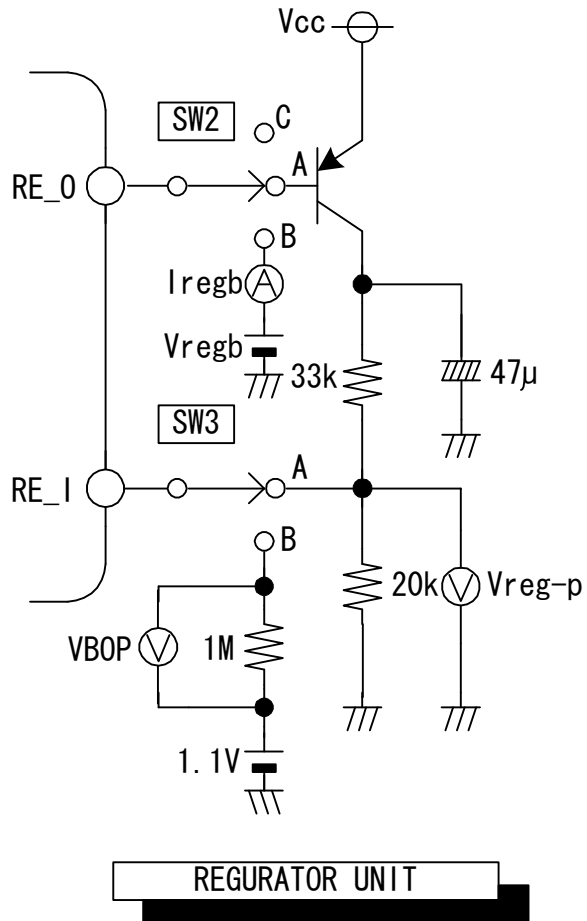 Vcc
SW2
C
A
RE_O
B
Iregb
A
Vregb
33k
47μ
SW3
A
RE_I
B
20k
V
Vreg-p
VBOP
V
1M
1.1V
REGURATOR UNIT